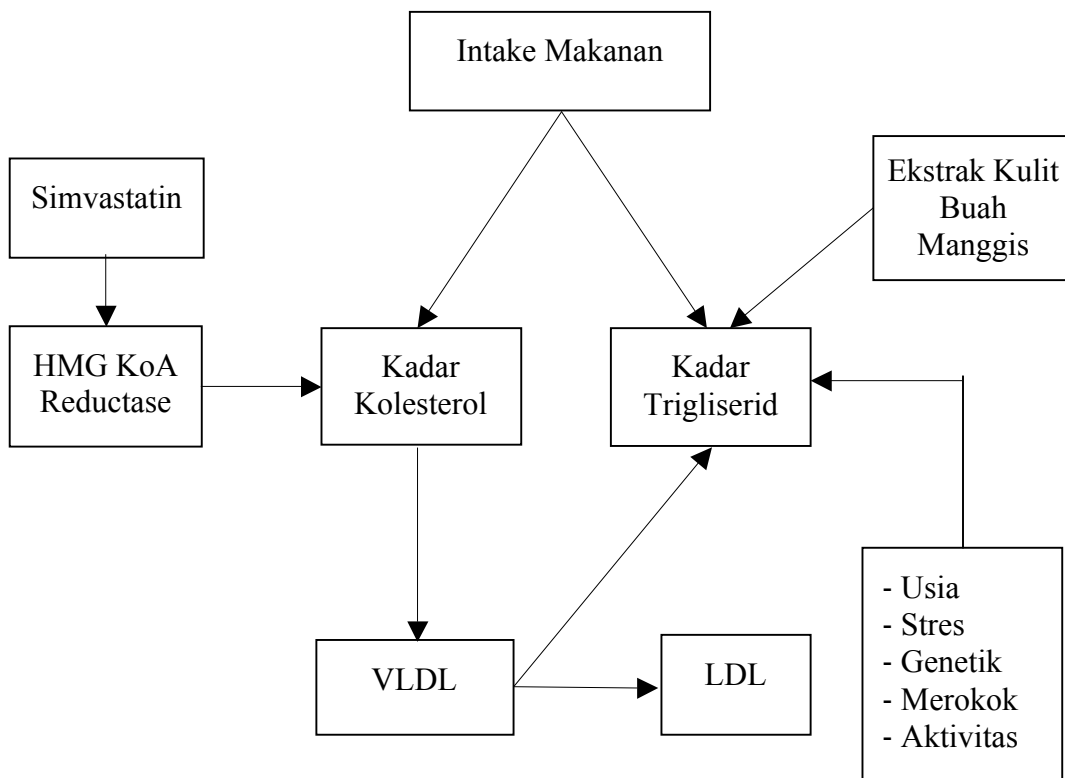 Intake Makanan
Simvastatin
Ekstrak Kulit
Buah
Manggis
HMG KoA
Reductase
Kadar
Kolesterol
Kadar
Trigliserid
VLDL
LDL
- Usia
- Stres
- Genetik
- Merokok
- Aktivitas